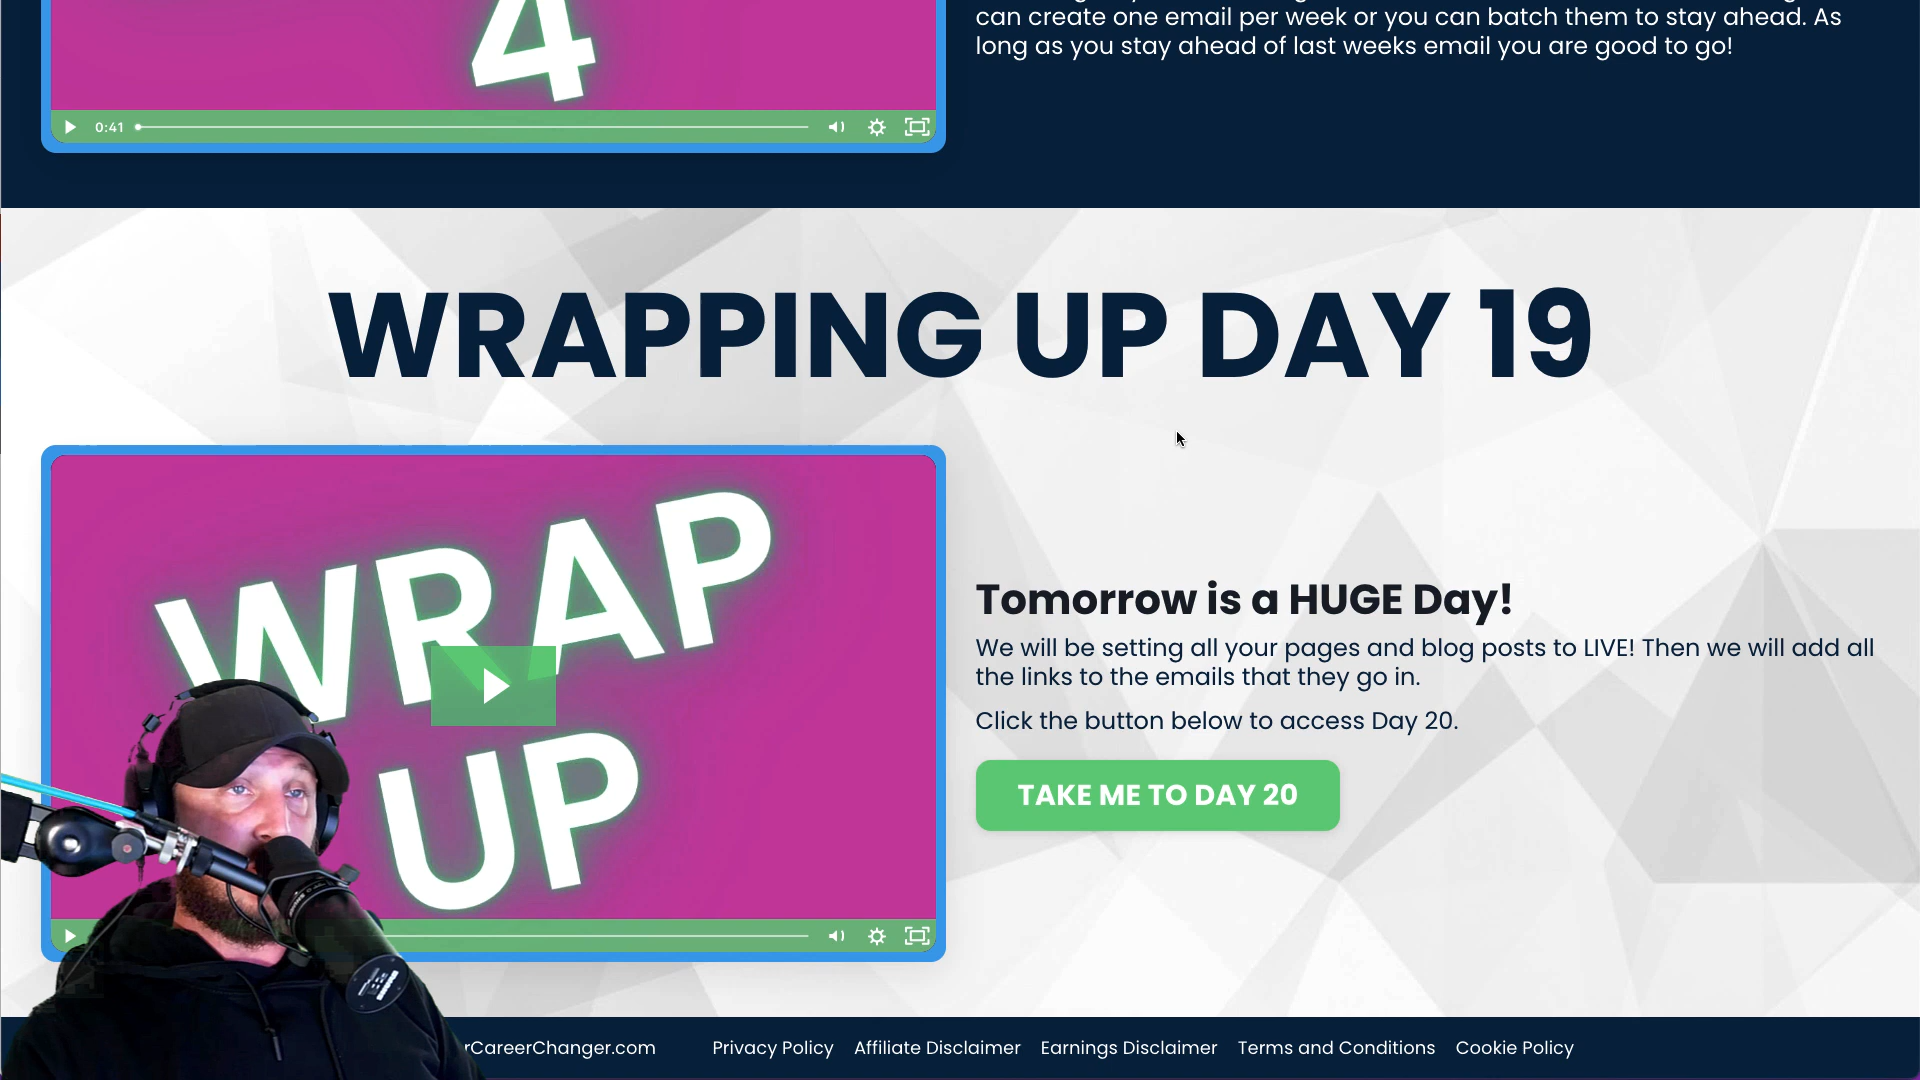 4
can create one email per week or you can batch them to stay ahead. As
long as you stay ahead of last weeks email you are good to go!
0:41
WRAPPING UP DAY 19
WRAP
UP
Tomorrow is a HUGE Day!
We will be setting all your pages and blog posts to LIVE! Then we will add all
the links to the emails that they go in.
Click the button below to access Day 20.
TAKE ME TO DAY 20
rCareerChanger.com Privacy Policy Affiliate Disclaimer Earnings Disclaimer Terms and Conditions Cookie Policy